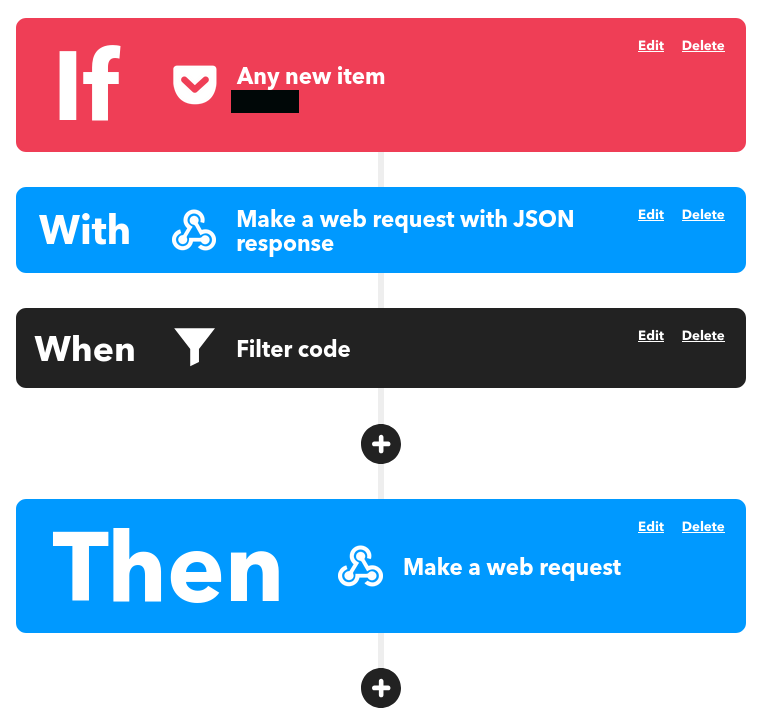 If
Any new item
Edit Delete
With
Make a web request with JSON
response
Edit Delete
When
Filter code
Edit Delete
Then
Make a web request
Edit Delete